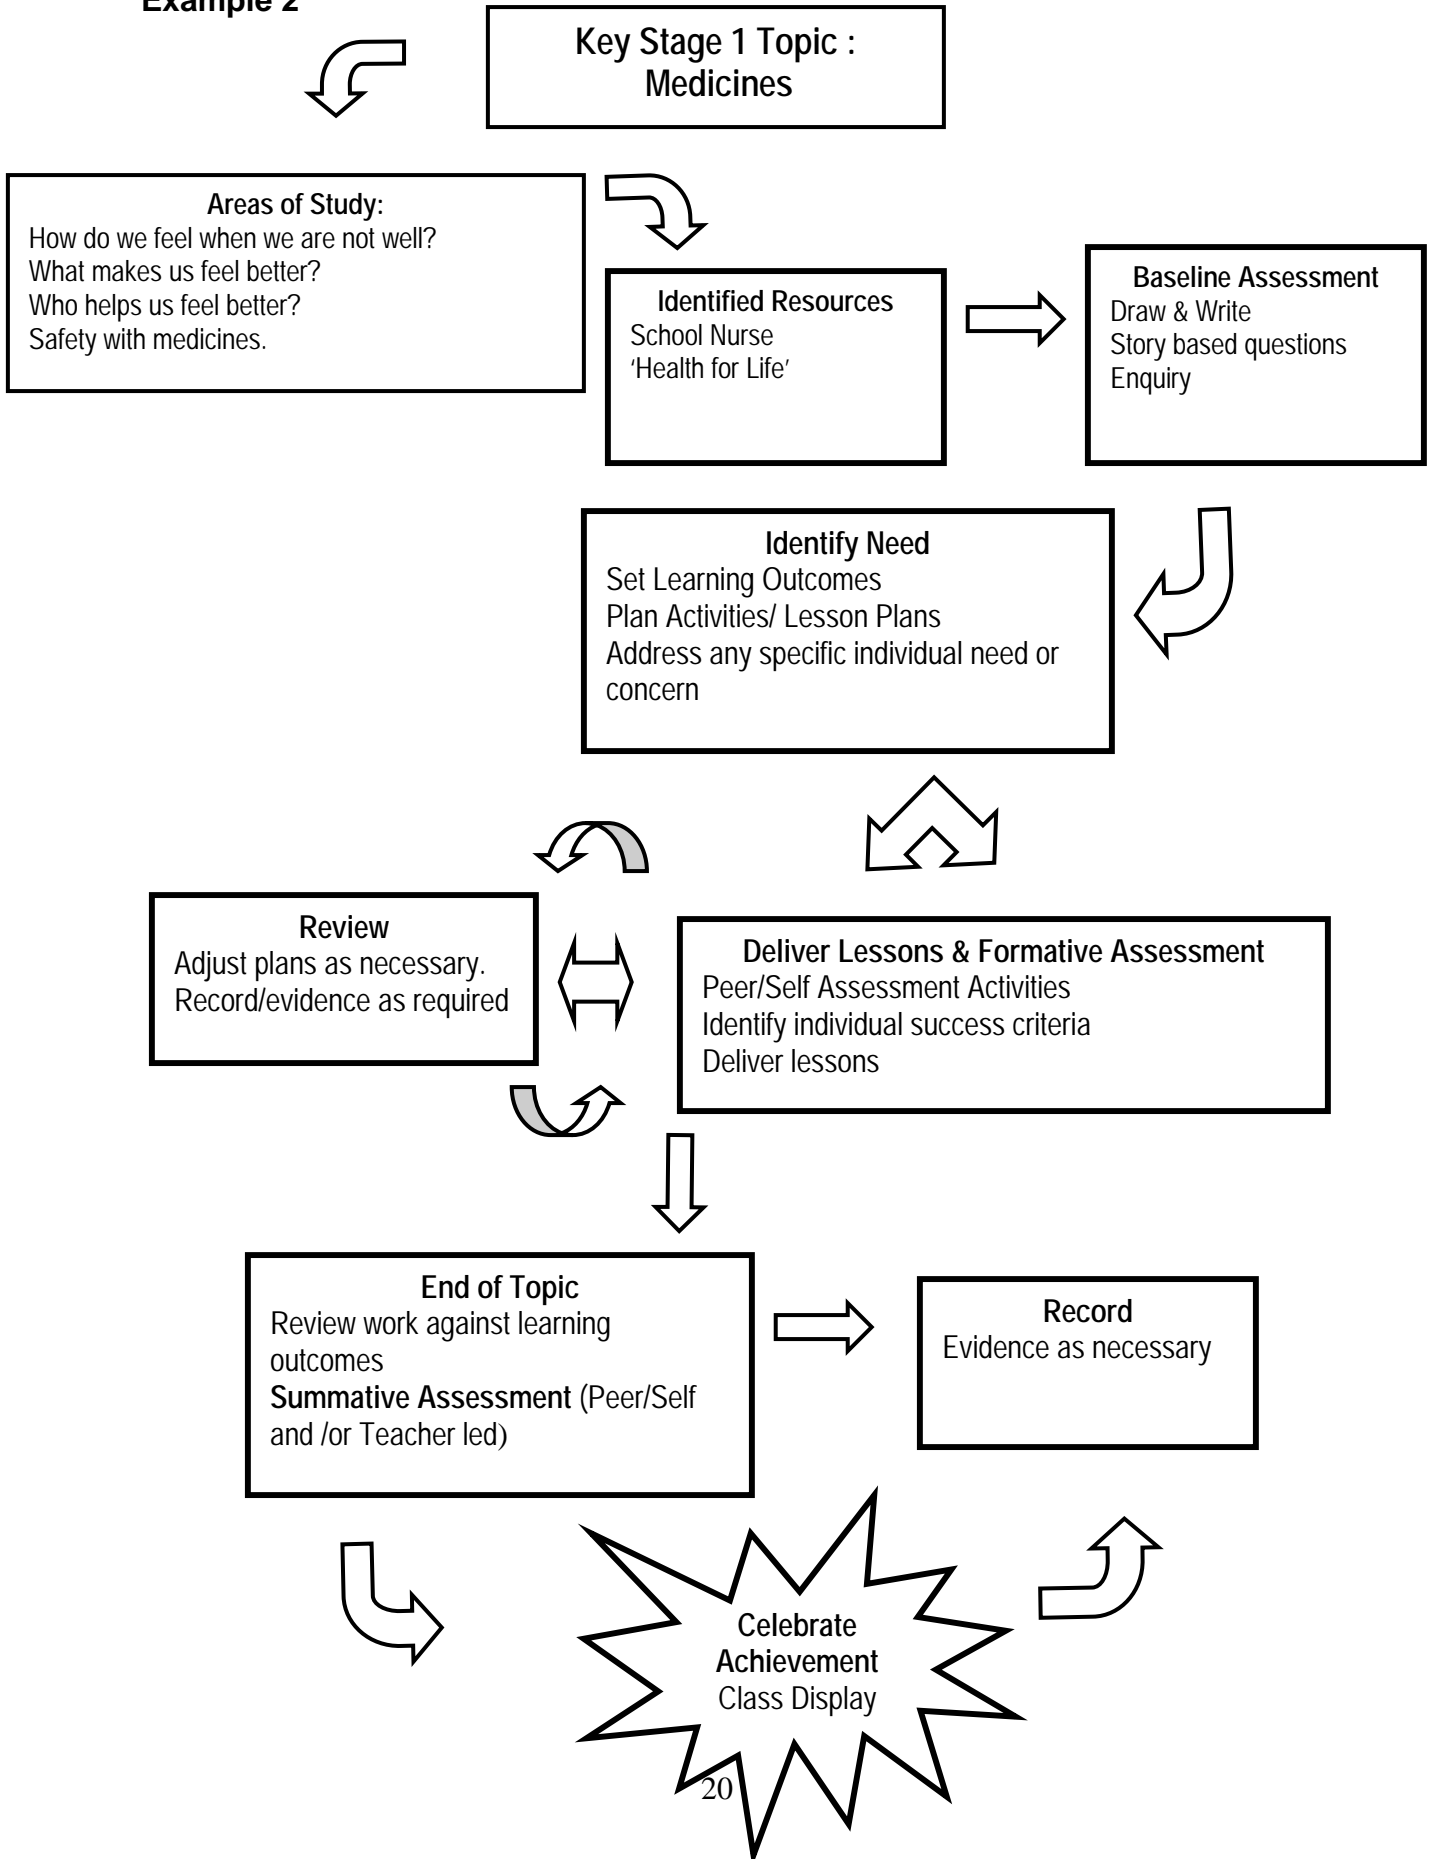 Example 2
Key Stage 1 Topic :
Medicines
Areas of Study:
How do we feel when we are not well?
What makes us feel better?
Who helps us feel better?
Safety with medicines.
Identified Resources
School Nurse
‘Health for Life’
Baseline Assessment
Draw & Write
Story based questions
Enquiry
Identify Need
Set Learning Outcomes
Plan Activities/ Lesson Plans
Address any specific individual need or
concern
Review
Adjust plans as necessary.
Record/evidence as required
Deliver Lessons & Formative Assessment
Peer/Self Assessment Activities
Identify individual success criteria
Deliver lessons
End of Topic
Review work against learning
outcomes
Summative Assessment (Peer/Self
and /or Teacher led)
Record
Evidence as necessary
Celebrate
Achievement
Class Display
20